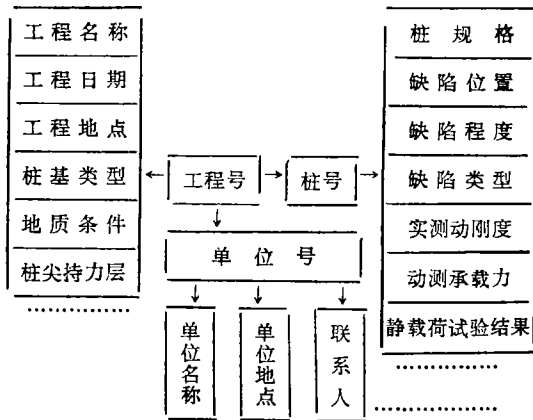 工程名称
工程日期
工程地点
桩基类型
地质条件
桩尖持力层
…………
工程号
桩号
单位号
单位名称
单位地点
联系人
…………
桩规格
缺陷位置
缺陷程度
缺陷类型
实测动刚度
动测承载力
静载荷试验结果
…………